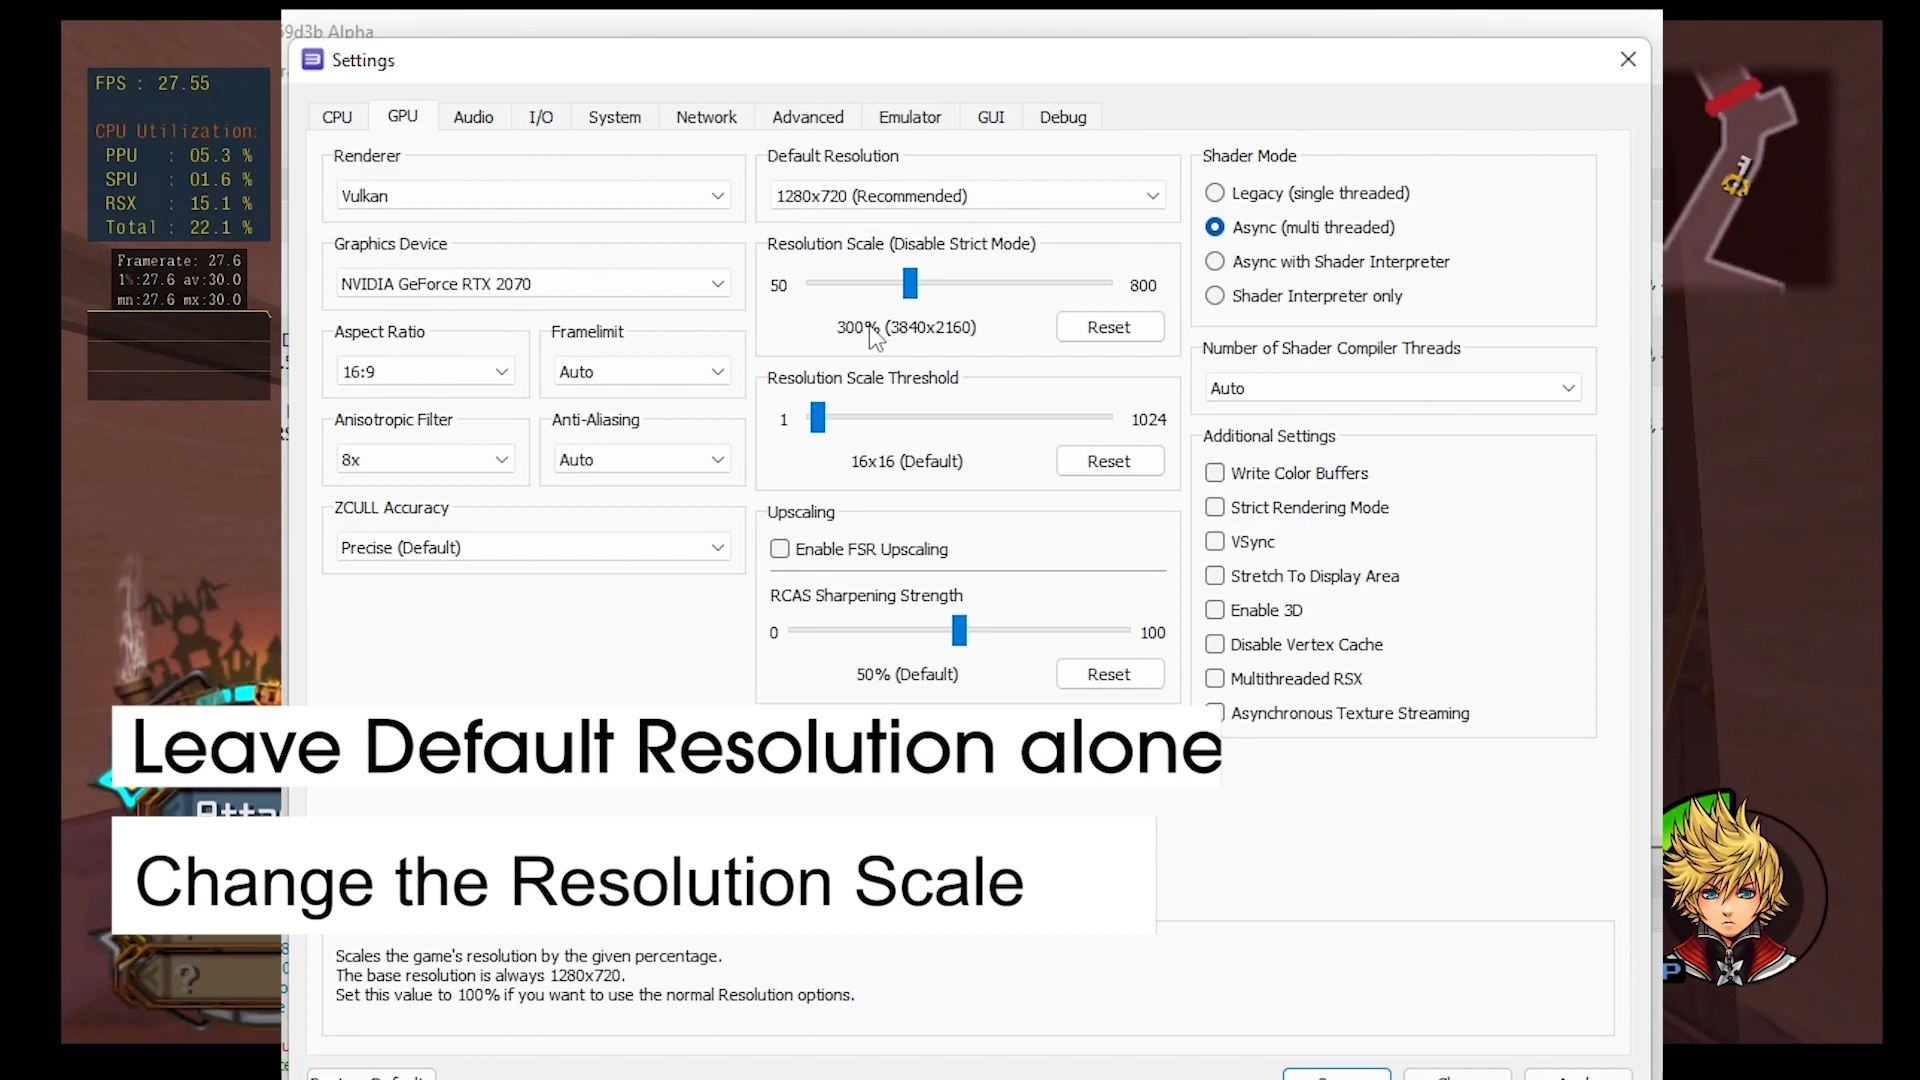 59d3b Alpha
Settings
FPS : 27.55
CPU Utilization:
PPU : 05.3 %
SPU : 01.6 %
RSX : 15.1 %
Total : 22.1 %
Framerate: 27.6
1%:27.6 av:30.0
mn:27.6 mx:30.0
CPU GPU Audio I/O System Network Advanced Emulator GUI Debug
Renderer
Vulkan
Graphics Device
NVIDIA GeForce RTX 2070
Aspect Ratio
16:9
Framelimit
Auto
Anisotropic Filter
8x
Anti-Aliasing
Auto
ZCULL Accuracy
Precise (Default)
Default Resolution
1280x720 (Recommended)
Resolution Scale (Disable Strict Mode)
50 800
300% (3840x2160) Reset
Resolution Scale Threshold
1 1024
16x16 (Default) Reset
Upscaling
Enable FSR Upscaling
RCAS Sharpening Strength
0 100
50% (Default) Reset
Shader Mode
Legacy (single threaded)
Async (multi threaded)
Async with Shader Interpreter
Shader Interpreter only
Number of Shader Compiler Threads
Auto
Additional Settings
Write Color Buffers
Strict Rendering Mode
VSync
Stretch To Display Area
Enable 3D
Disable Vertex Cache
Multithreaded RSX
Asynchronous Texture Streaming
Leave Default Resolution alone
Change the Resolution Scale
Scales the game's resolution by the given percentage.
The base resolution is always 1280x720.
Set this value to 100% if you want to use the normal Resolution options.
?
P